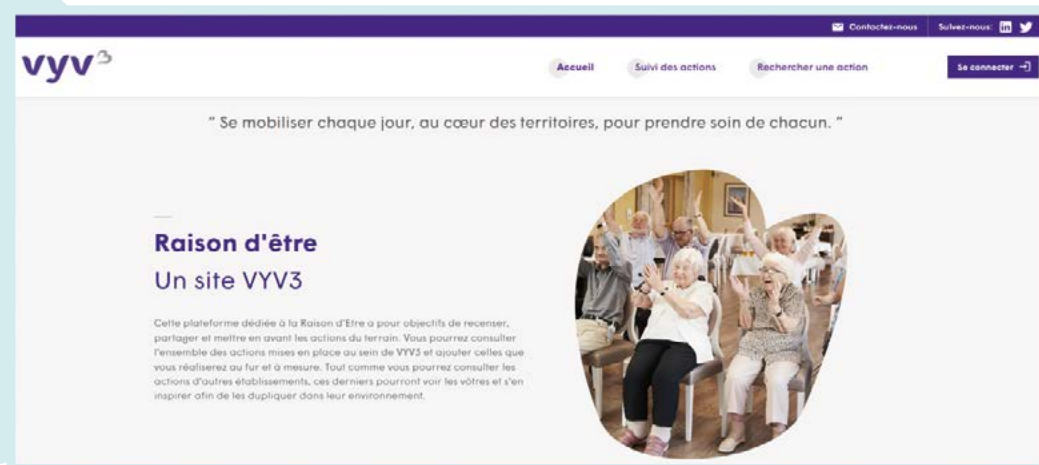 Contactez-nous
Suivez-nous: in
vyv³
Accueil
Suivi des actions
Rechercher une action
Se connecter
" Se mobiliser chaque jour, au cœur des territoires, pour prendre soin de chacun. "
Raison d'être
Un site VYV3
Cette plateforme dédiée à la Raison d'Etre a pour objectifs de recenser,
partager et mettre en avant les actions du terrain. Vous pourrez consulter
l'ensemble des actions mises en place au sein de VYV3 et ajouter celles que
vous réaliserez au fur et à mesure. Tout comme vous pourrez consulter les
actions d'autres établissements, ces derniers pourront voir les vôtres et s'en
inspirer afin de les dupliquer dans leur environnement.